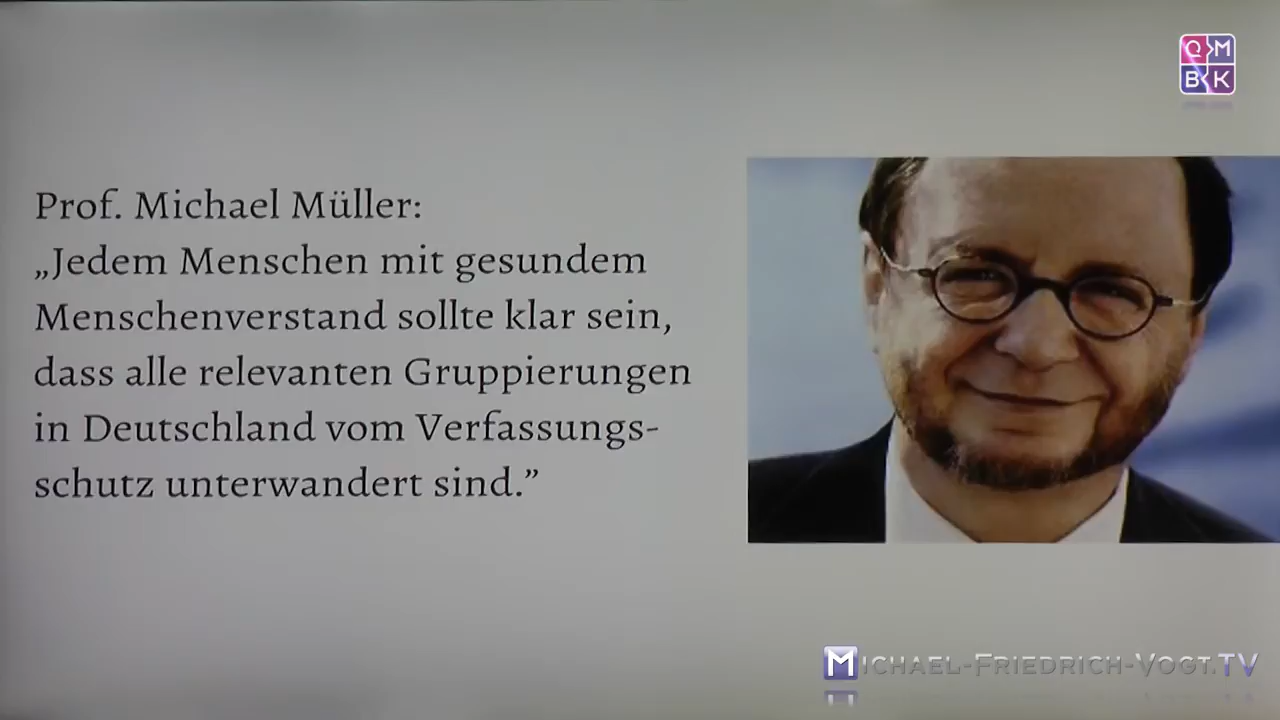 QM
BK
Prof. Michael Müller:
„Jedem Menschen mit gesundem
Menschenverstand sollte klar sein,
dass alle relevanten Gruppierungen
in Deutschland vom Verfassungs-
schutz unterwandert sind.”
MICHAEL-FRIEDRICH-VOGT.TV